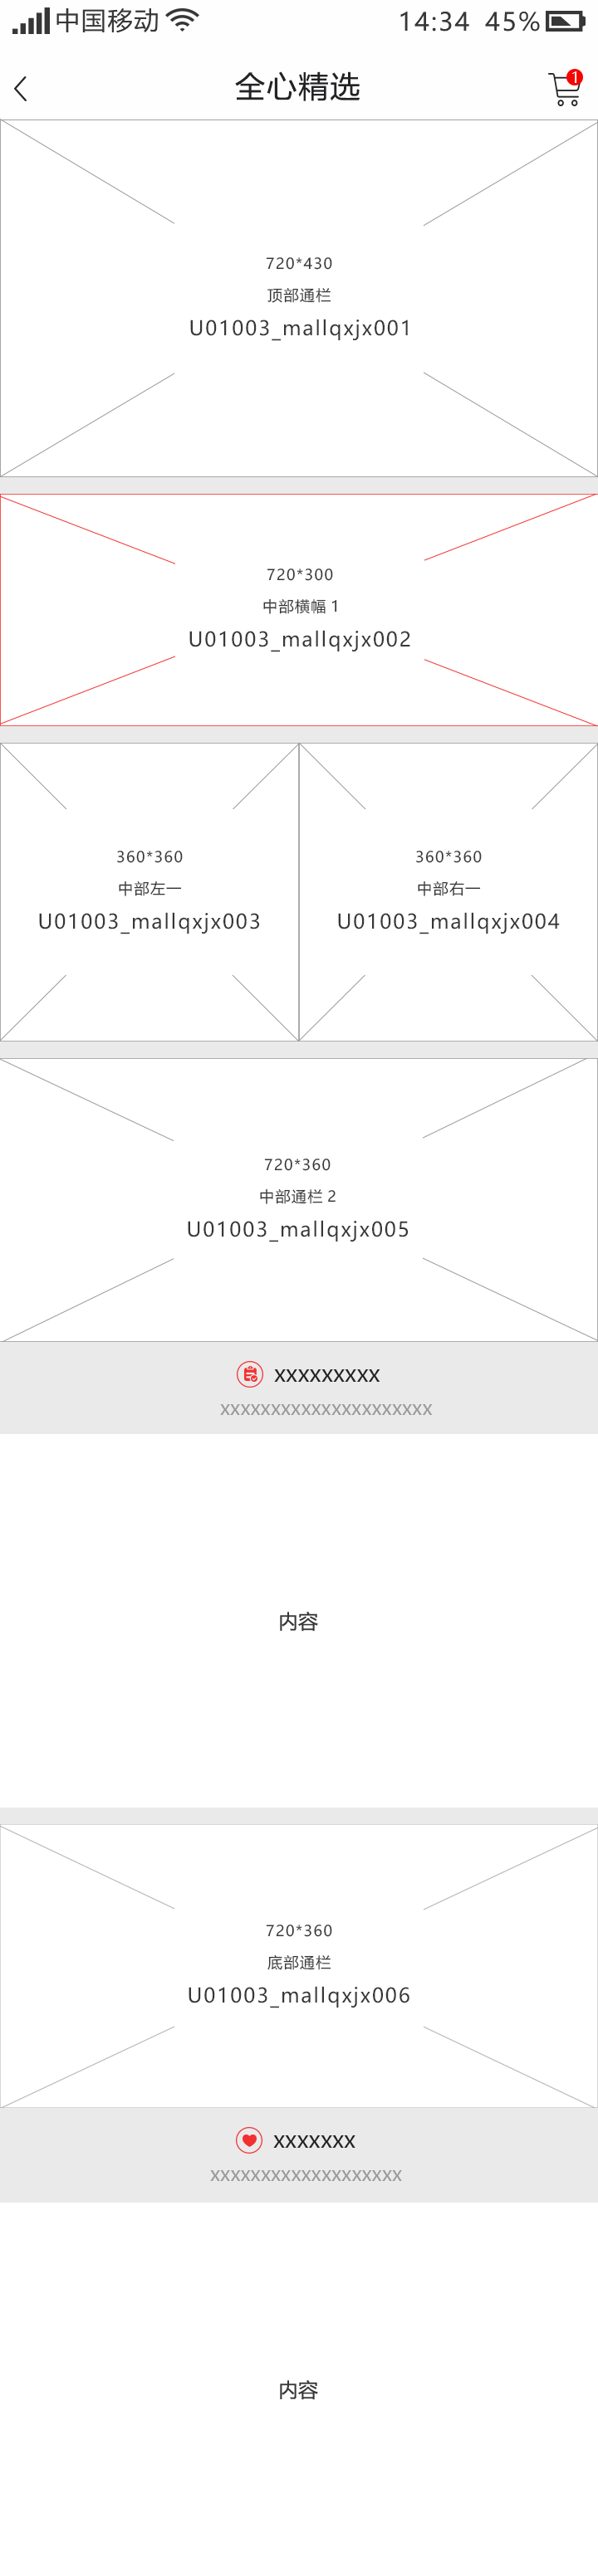 中国移动 14:34 45%
全心精选 1
720*430
顶部通栏
U01003_mallqxjx001
720*300
中部横幅 1
U01003_mallqxjx002
360*360
中部左一
U01003_mallqxjx003
360*360
中部右一
U01003_mallqxjx004
720*360
中部通栏 2
U01003_mallqxjx005
xxxxxxxxx
xxxxxxxxxxxxxxxxxxxxx
内容
720*360
底部通栏
U01003_mallqxjx006
xxxxxxx
xxxxxxxxxxxxxxxxxxx
内容